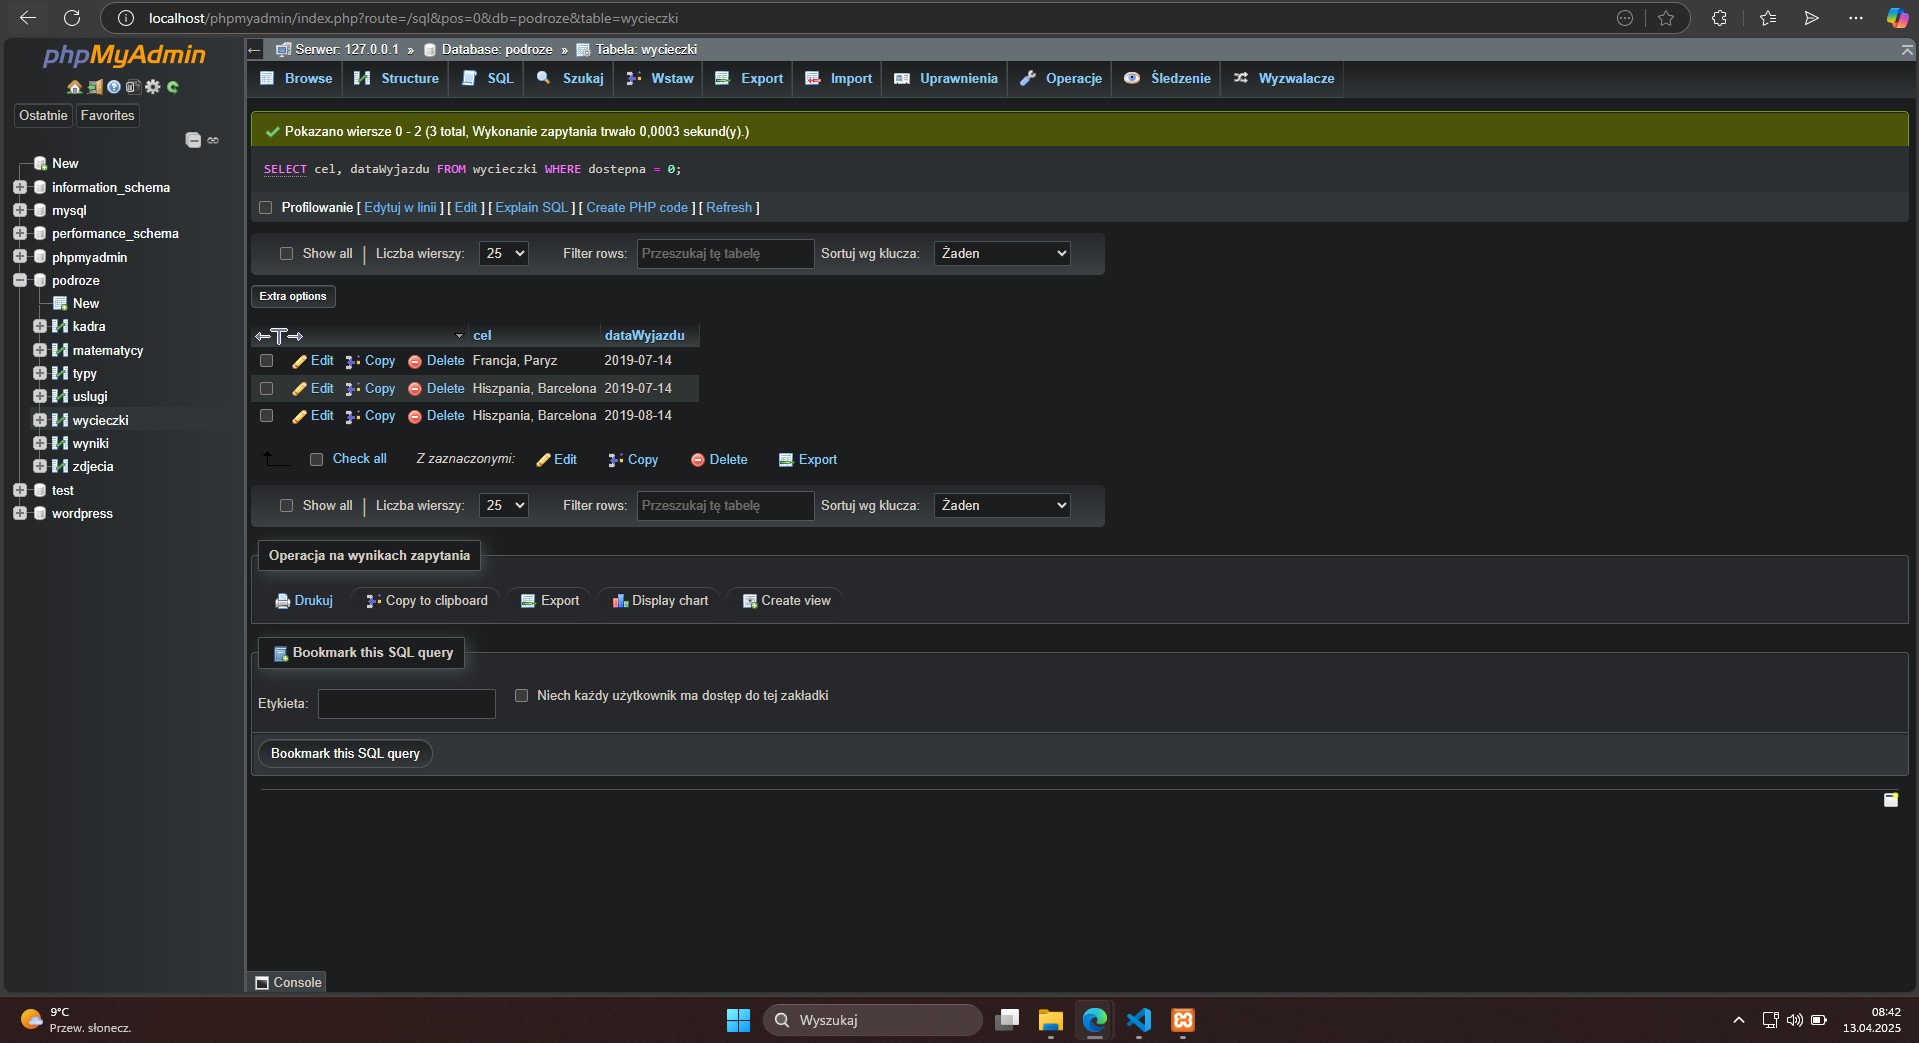 localhost/phpmyadmin/index.php?route=/sql&pos=0&db=podroze&table=wycieczki
phpMyAdmin
Ostatnie Favorites
New
information_schema
mysql
performance_schema
phpmyadmin
podroze
New
kadra
matematycy
typy
uslugi
wycieczki
wyniki
zdjecia
test
wordpress
Serwer: 127.0.0.1 » Database: podroze » Tabela: wycieczki
Browse Structure SQL Szukaj Wstaw Export Import Uprawnienia Operacje Śledzenie Wyzwalacze
Pokazano wiersze 0 - 2 (3 total, Wykonanie zapytania trwało 0,0003 sekund(y).)
SELECT cel, dataWyjazdu FROM wycieczki WHERE dostepna = 0;
Profilowanie [ Edytuj w linii ] [ Edit ] [ Explain SQL ] [ Create PHP code ] [ Refresh ]
Show all | Liczba wierszy: 25 Filter rows: Przeszukaj tę tabelę Sortuj wg klucza: Żaden
Extra options
cel dataWyjazdu
Edit Copy Delete Francja, Paryz 2019-07-14
Edit Copy Delete Hiszpania, Barcelona 2019-07-14
Edit Copy Delete Hiszpania, Barcelona 2019-08-14
Check all Z zaznaczonymi: Edit Copy Delete Export
Show all | Liczba wierszy: 25 Filter rows: Przeszukaj tę tabelę Sortuj wg klucza: Żaden
Operacja na wynikach zapytania
Drukuj Copy to clipboard Export Display chart Create view
Bookmark this SQL query
Etykieta: Niech każdy użytkownik ma dostęp do tej zakładki
Bookmark this SQL query
Console
9°C
Przew. słonecz.
Wyszukaj
08:42
13.04.2025